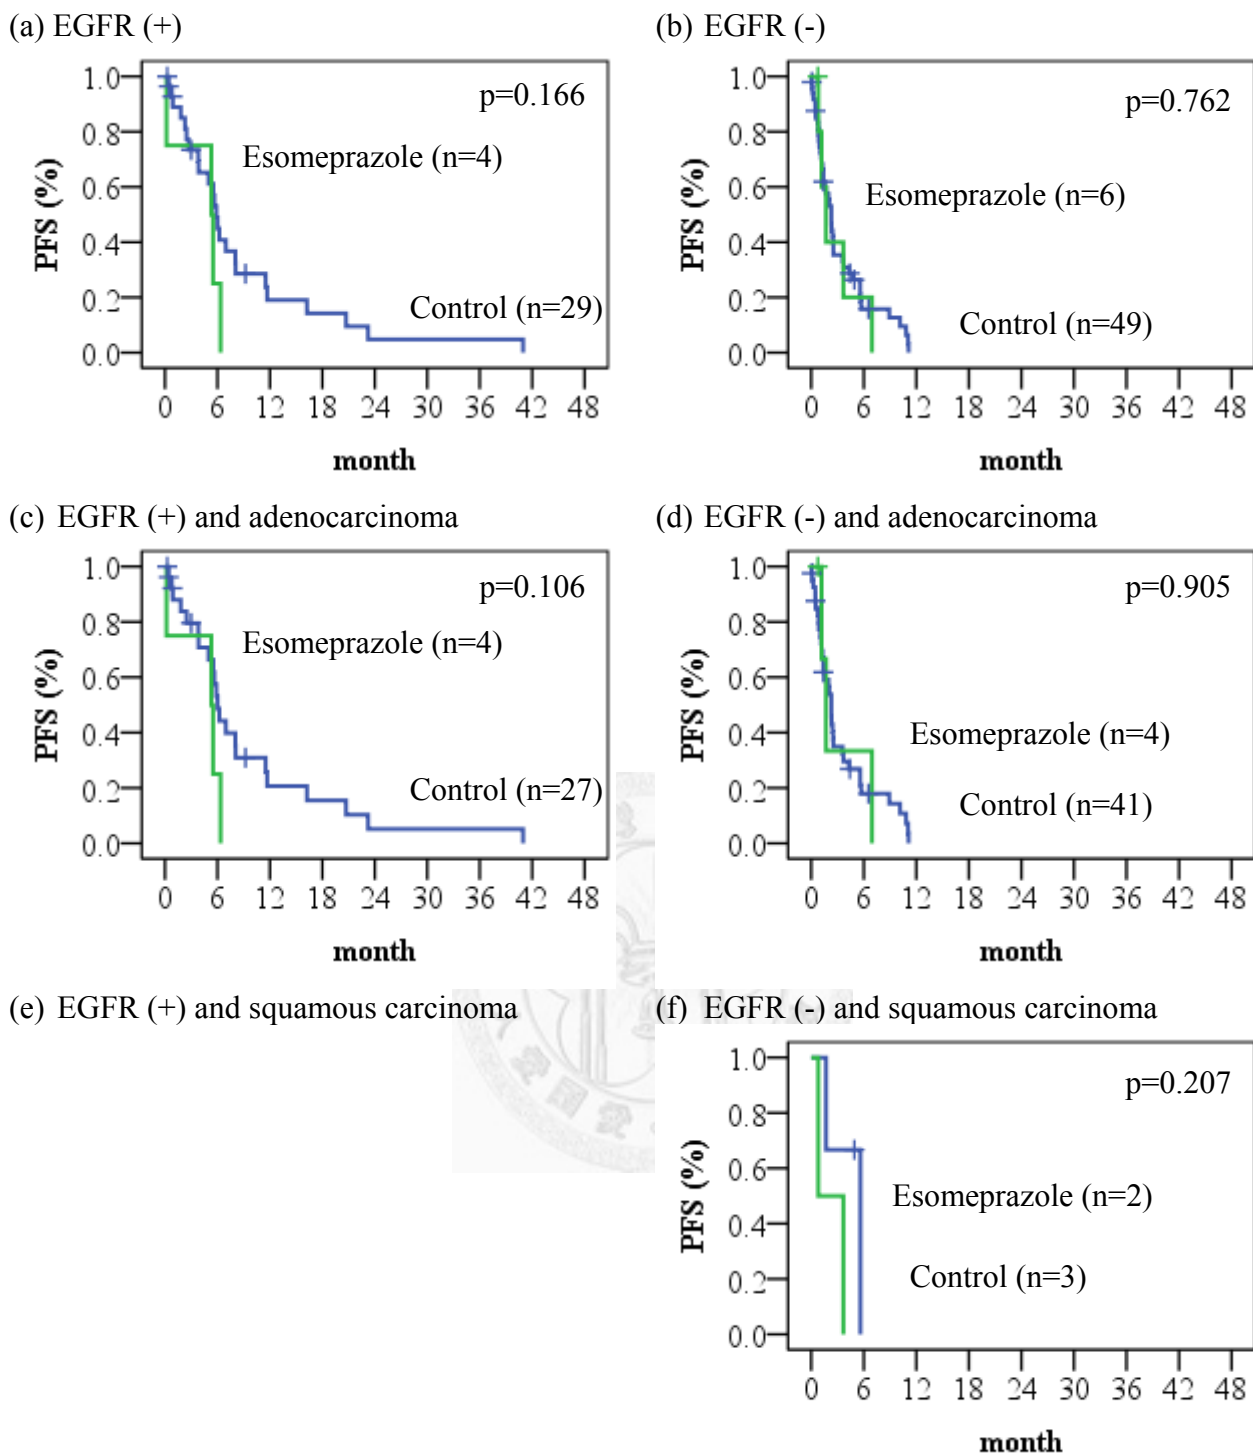 (a) EGFR (+)
(b) EGFR (-)
1.0
0.8
0.6
0.4
0.2
0.0
PFS (%)
p=0.166
Esomeprazole (n=4)
Control (n=29)
0 6 12 18 24 30 36 42 48
month
1.0
0.8
0.6
0.4
0.2
0.0
PFS (%)
p=0.762
Esomeprazole (n=6)
Control (n=49)
0 6 12 18 24 30 36 42 48
month
(c) EGFR (+) and adenocarcinoma
(d) EGFR (-) and adenocarcinoma
1.0
0.8
0.6
0.4
0.2
0.0
PFS (%)
p=0.106
Esomeprazole (n=4)
Control (n=27)
0 6 12 18 24 30 36 42 48
month
1.0
0.8
0.6
0.4
0.2
0.0
PFS (%)
p=0.905
Esomeprazole (n=4)
Control (n=41)
0 6 12 18 24 30 36 42 48
month
(e) EGFR (+) and squamous carcinoma
(f) EGFR (-) and squamous carcinoma
1.0
0.8
0.6
0.4
0.2
0.0
PFS (%)
p=0.207
Esomeprazole (n=2)
Control (n=3)
0 6 12 18 24 30 36 42 48
month